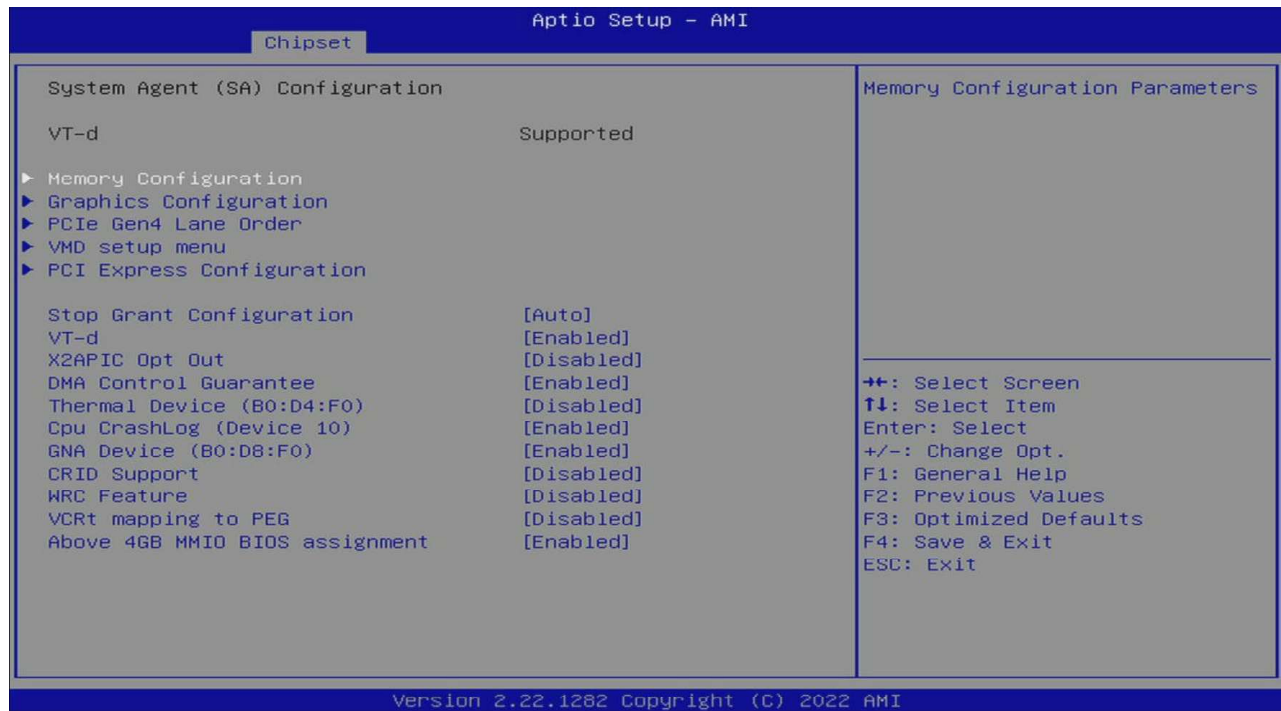 Aptio Setup – AMI
Chipset
System Agent (SA) Configuration
VT-d Supported
Memory Configuration
Graphics Configuration
PCIe Gen4 Lane Order
VMD setup menu
PCI Express Configuration
Stop Grant Configuration [Auto]
VT-d [Enabled]
X2APIC Opt Out [Disabled]
DMA Control Guarantee [Enabled]
Thermal Device (B0:D4:F0) [Disabled]
Cpu CrashLog (Device 10) [Enabled]
GNA Device (B0:D8:F0) [Enabled]
CRID Support [Disabled]
WRC Feature [Disabled]
VCRt mapping to PEG [Disabled]
Above 4GB MMIO BIOS assignment [Enabled]
Memory Configuration Parameters
→←: Select Screen
↑↓: Select Item
Enter: Select
+/-: Change Opt.
F1: General Help
F2: Previous Values
F3: Optimized Defaults
F4: Save & Exit
ESC: Exit
Version 2.22.1282 Copyright (C) 2022 AMI